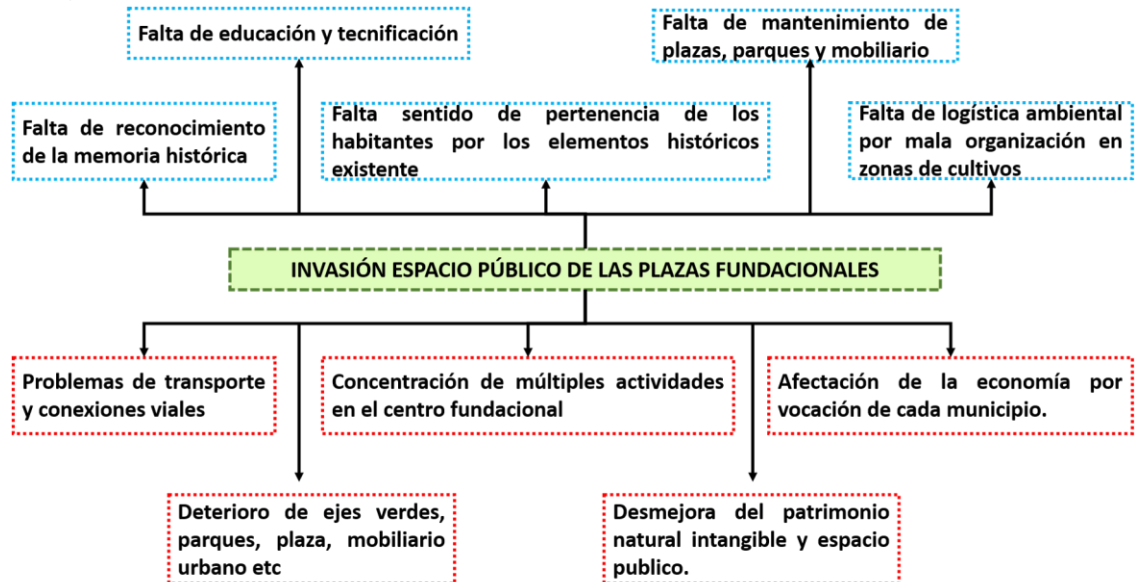 Falta de educación y tecnificación
Falta de mantenimiento de
plazas, parques y mobiliario
Falta de reconocimiento
de la memoria histórica
Falta sentido de pertenencia de los
habitantes por los elementos históricos
existente
Falta de logística ambiental
por mala organización en
zonas de cultivos
INVASIÓN ESPACIO PÚBLICO DE LAS PLAZAS FUNDACIONALES
Problemas de transporte
y conexiones viales
Concentración de múltiples actividades
en el centro fundacional
Afectación de la economía por
vocación de cada municipio.
Deterioro de ejes verdes,
parques, plaza, mobiliario
urbano etc
Desmejora del patrimonio
natural intangible y espacio
publico.